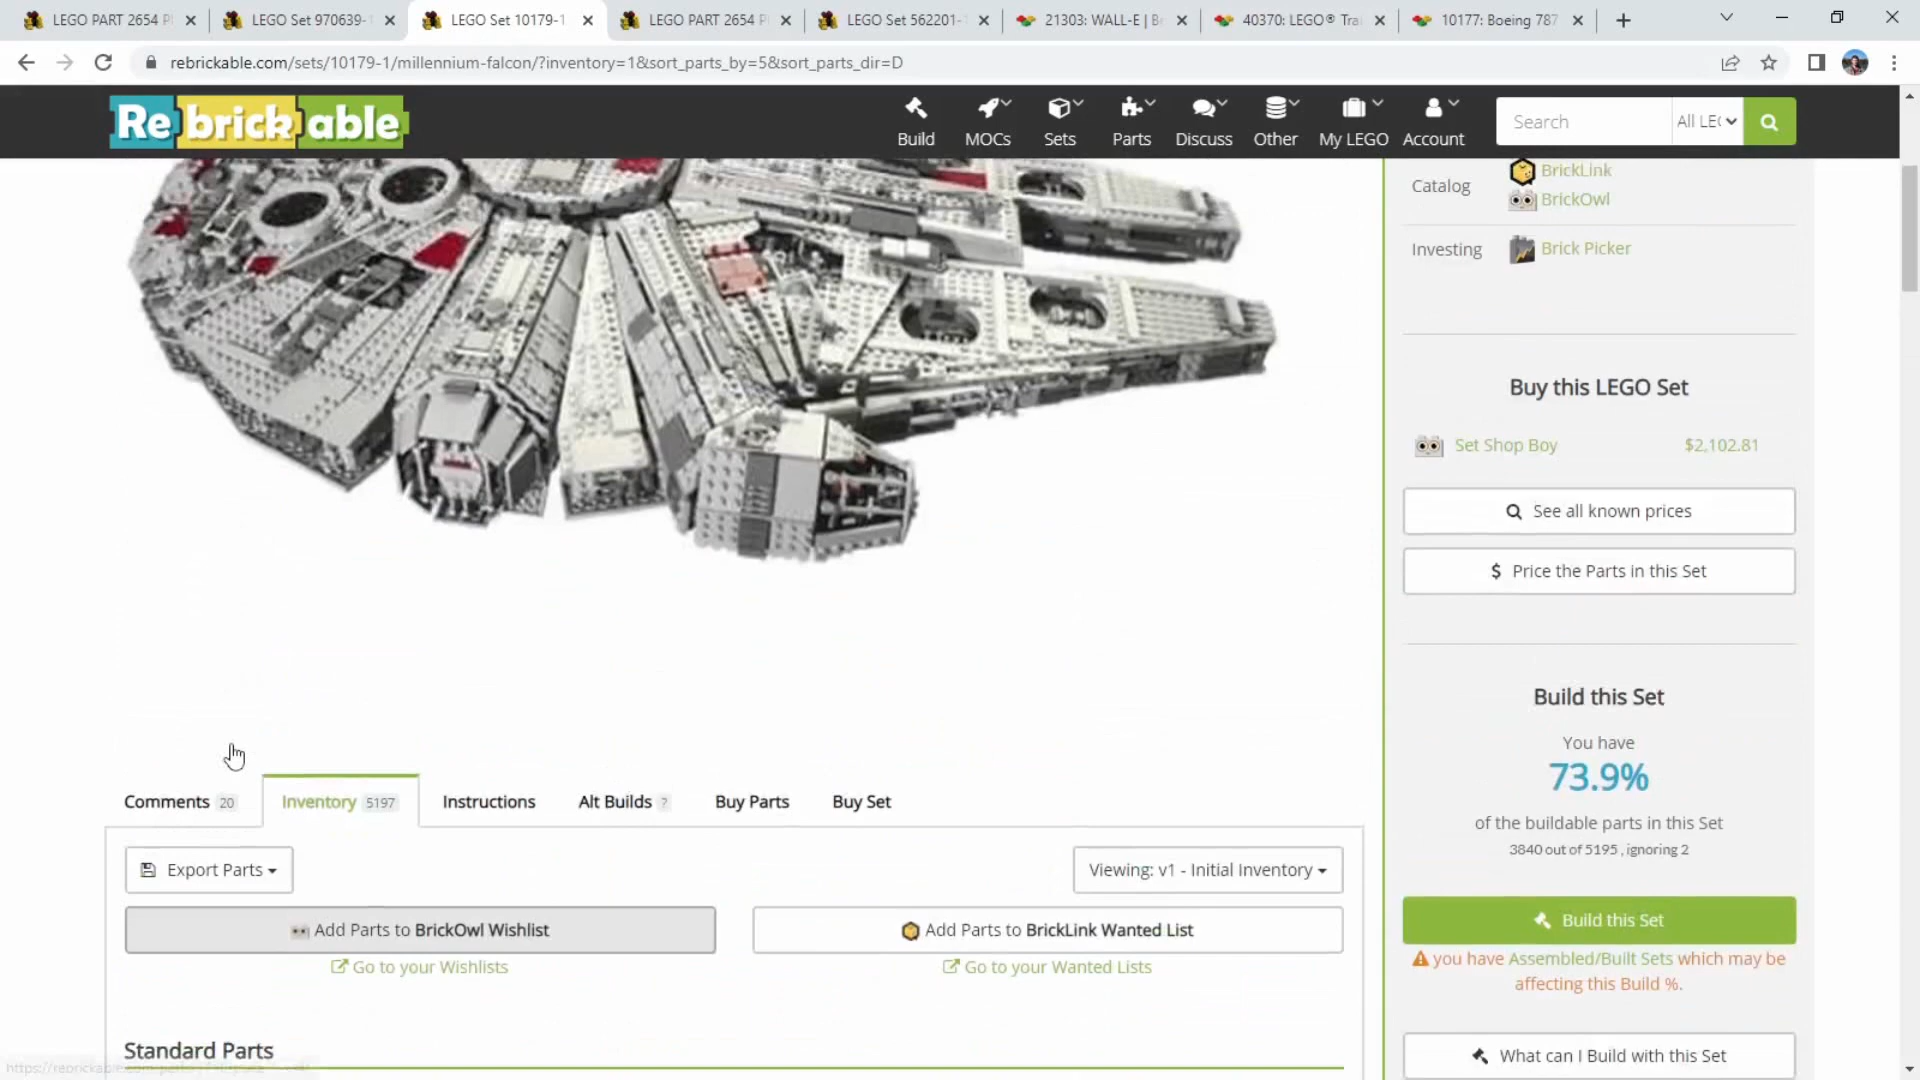 LEGO PART 2654 P
LEGO Set 970639-
LEGO Set 10179-1
LEGO PART 2654 P
LEGO Set 562201-
21303: WALL-E | B
40370: LEGO® Tra
10177: Boeing 787
rebrickable.com/sets/10179-1/millennium-falcon/?inventory=1&sort_parts_by=5&sort_parts_dir=D
Rebrickable
Build
MOCs
Sets
Parts
Discuss
Other
My LEGO
Account
Search
All LE
Catalog
BrickLink
BrickOwl
Investing
Brick Picker
Buy this LEGO Set
Set Shop Boy $2,102.81
See all known prices
$ Price the Parts in this Set
Build this Set
You have
73.9%
of the buildable parts in this Set
3840 out of 5195 , ignoring 2
Build this Set
you have Assembled/Built Sets which may be
affecting this Build %.
What can I Build with this Set
Comments 20
Inventory 5197
Instructions
Alt Builds ?
Buy Parts
Buy Set
Export Parts
Viewing: v1 - Initial Inventory
Add Parts to BrickOwl Wishlist
Add Parts to BrickLink Wanted List
Go to your Wishlists
Go to your Wanted Lists
Standard Parts